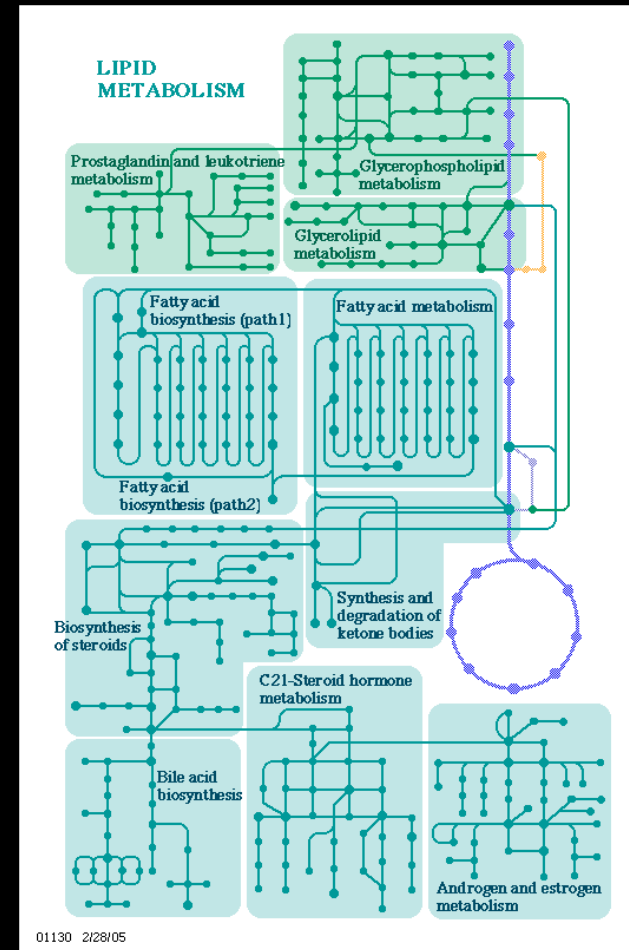 LIPID
METABOLISM
Prostaglandin and leukotriene
metabolism
Glycerophospholipid
metabolism
Glycerolipid
metabolism
Fatty acid
biosynthesis (path1)
Fatty acid metabolism
Fatty acid
biosynthesis (path2)
Biosynthesis
of steroids
Synthesis and
degradation of
ketone bodies
C21-Steroid hormone
metabolism
Bile acid
biosynthesis
Androgen and estrogen
metabolism
01130 2/28/05